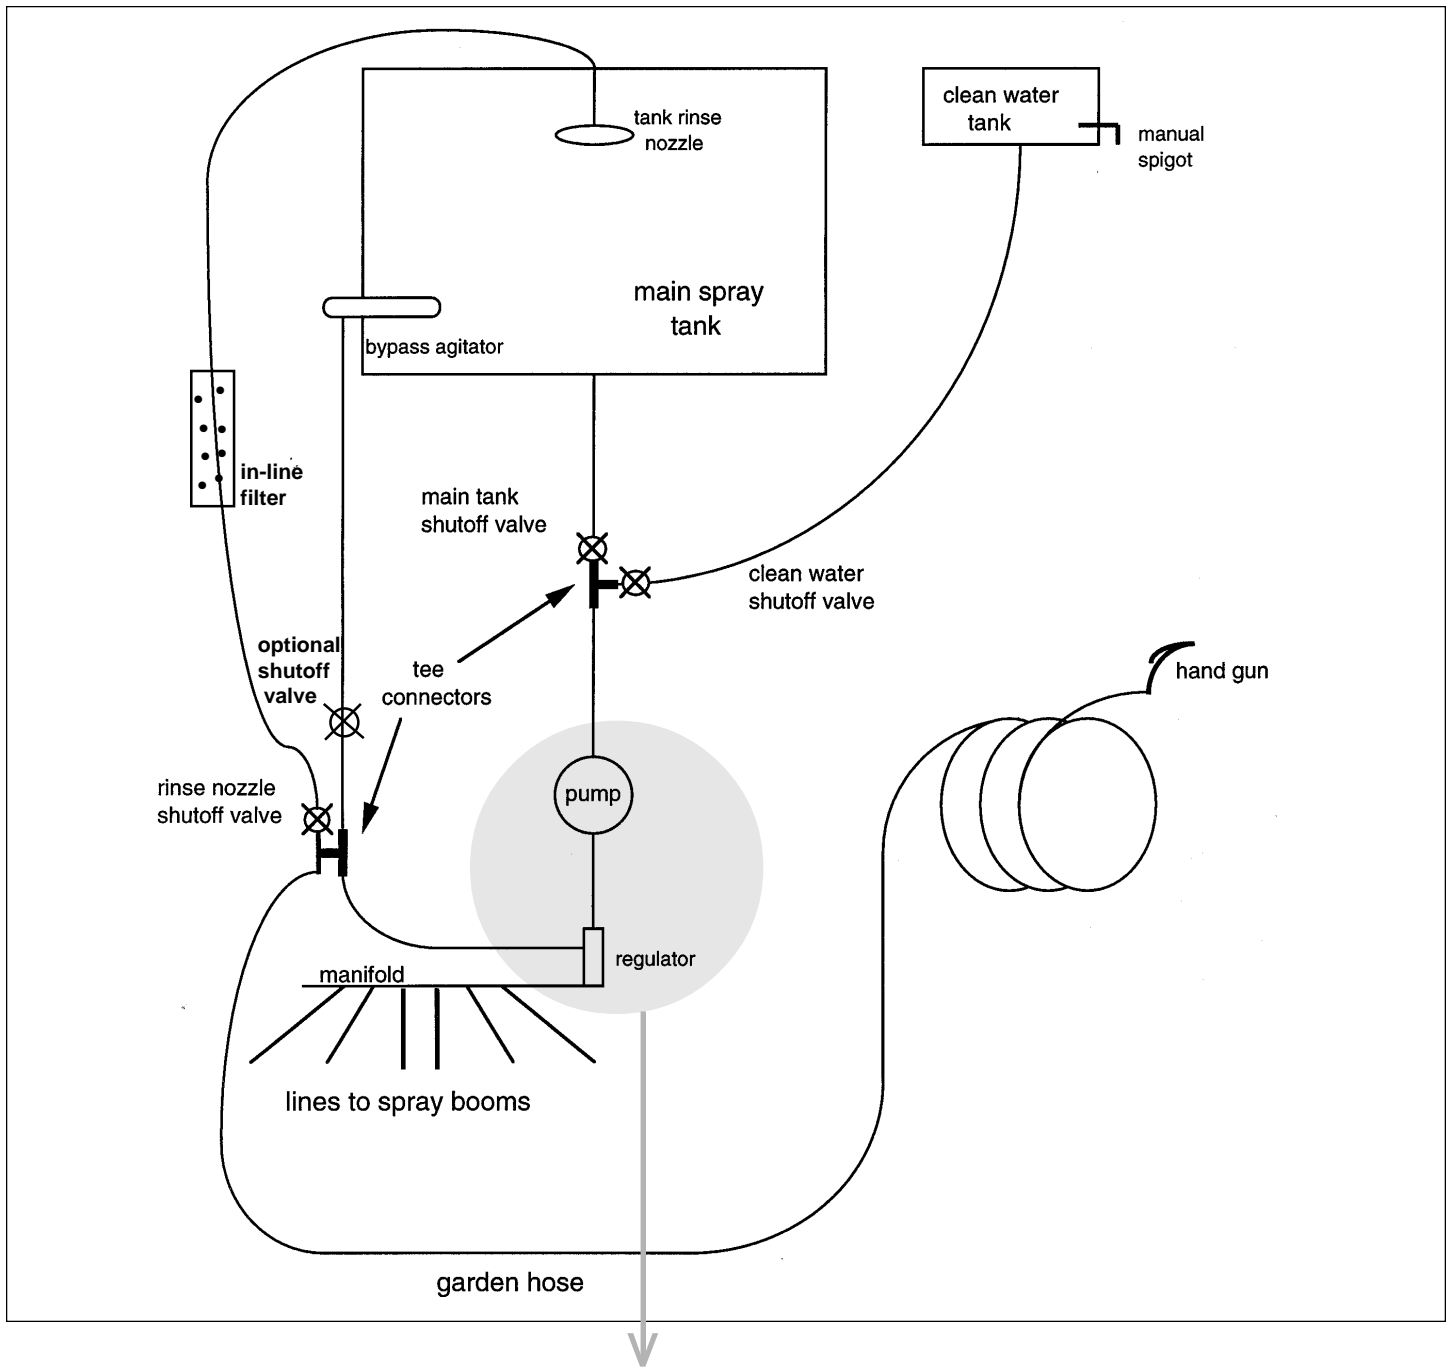 tank rinse
nozzle
clean water
tank
manual
spigot
main spray
tank
bypass agitator
in-line
filter
main tank
shutoff valve
clean water
shutoff valve
optional
shutoff
valve
tee
connectors
hand gun
rinse nozzle
shutoff valve
pump
regulator
manifold
lines to spray booms
garden hose